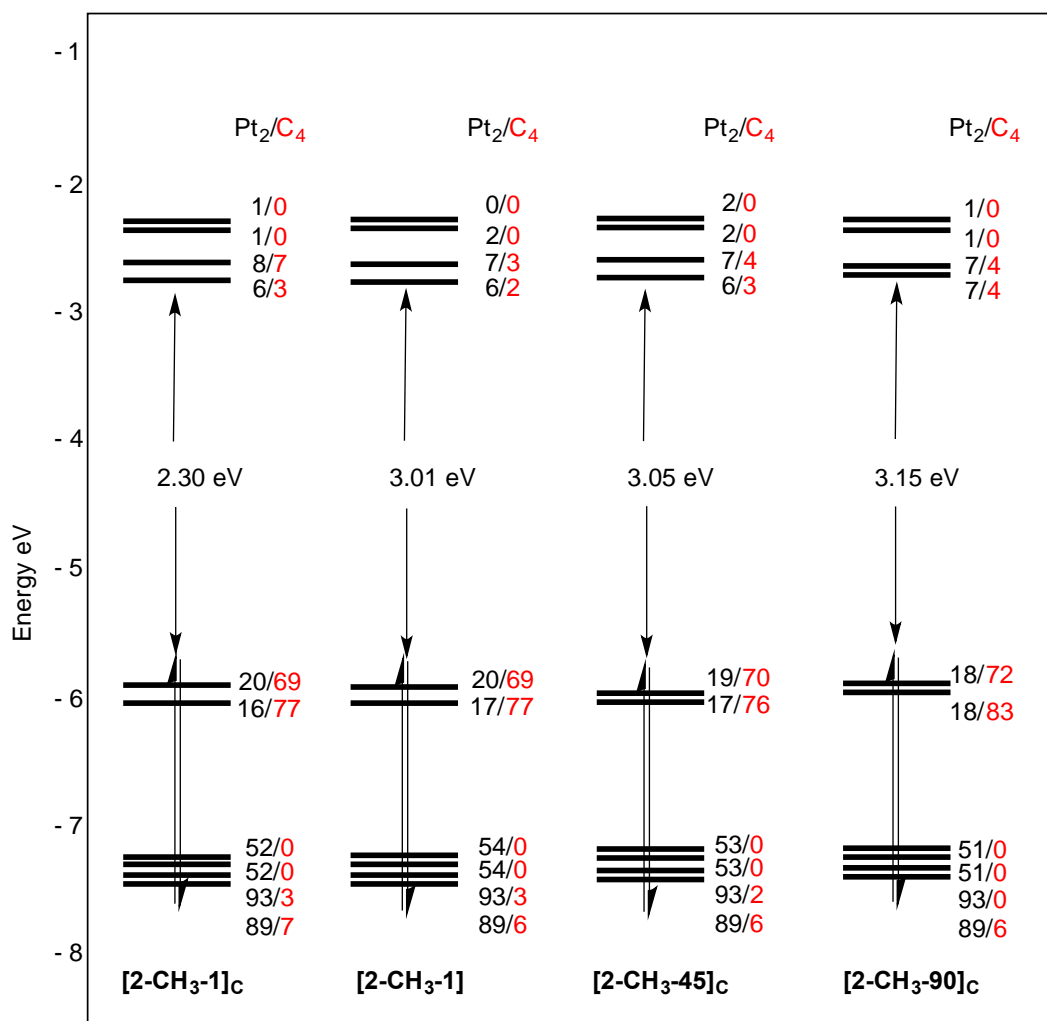 - 1
Pt2/C4 Pt2/C4 Pt2/C4 Pt2/C4
- 2
1/0 0/0 2/0 1/0
1/0 2/0 2/0 1/0
8/7 7/3 7/4 7/4
6/3 6/2 6/3 7/4
- 3
- 4
2.30 eV 3.01 eV 3.05 eV 3.15 eV
Energy eV
- 5
20/69 20/69 19/70 18/72
16/77 17/77 17/76 18/83
- 6
- 7
52/0 54/0 53/0 51/0
52/0 54/0 53/0 51/0
93/3 93/3 93/2 93/0
89/7 89/6 89/6 89/6
- 8
[2-CH3-1]C [2-CH3-1] [2-CH3-45]C [2-CH3-90]C